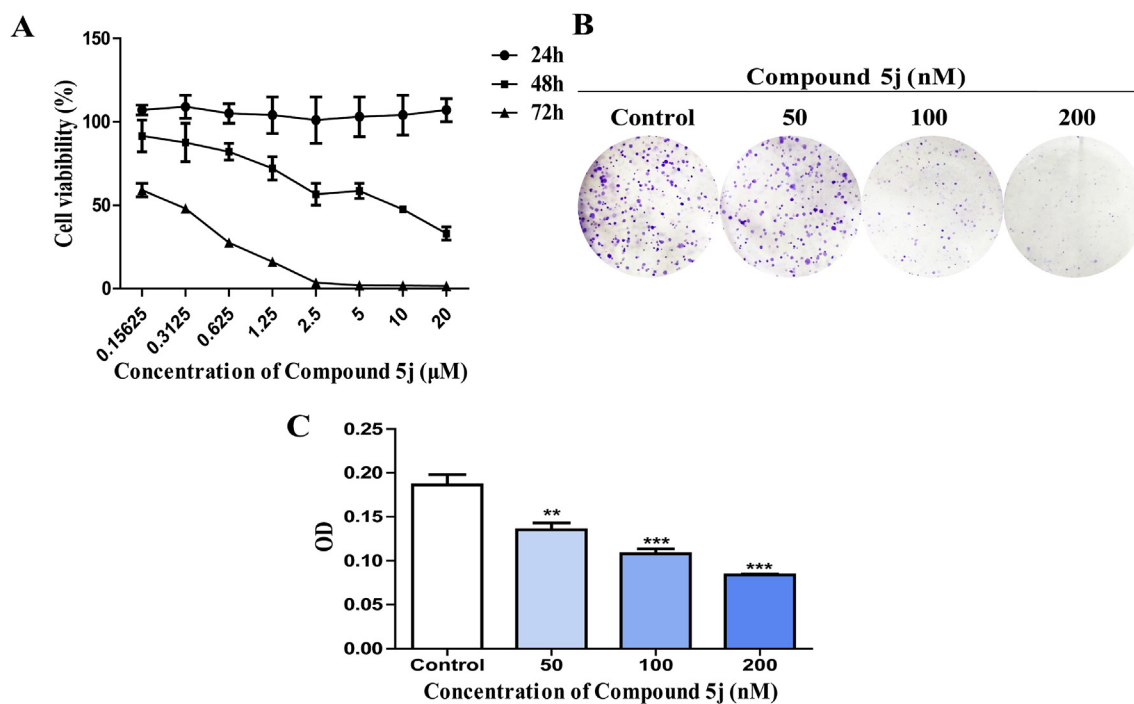 A
150
100
50
0
Cell viabibility (%)
24h
48h
72h
0.15625
0.3125
0.625
1.25
2.5
5
10
20
Concentration of Compound 5j (μM)
B
Compound 5j (nM)
Control 50 100 200
C
0.25
0.20
0.15
0.10
0.05
0.00
OD
**
***
***
Control 50 100 200
Concentration of Compound 5j (nM)